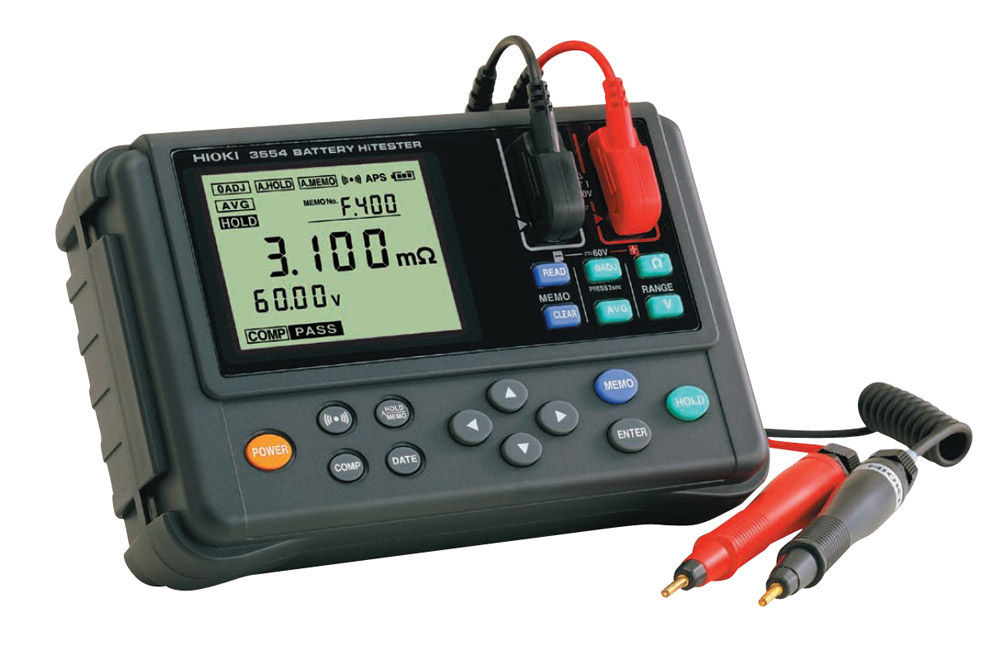 HIOKI 3554 BATTERY HiTESTER
0ADJ A.HOLD A.MEMO APS
AVG MEMO No. F.400
HOLD
3.100 mΩ
60.00 V
COMP PASS
60V
READ 0ADJ Ω
PRESS 2sec
MEMO RANGE
CLEAR AVG V
MEMO
HOLD
HOLD
MEMO
ENTER
POWER
COMP DATE
HIOKI